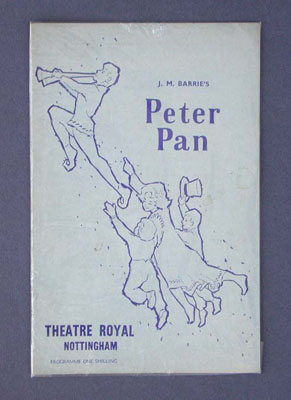 J. M. BARRIE'S
Peter
Pan
THEATRE ROYAL
NOTTINGHAM
PROGRAMME ONE SHILLING